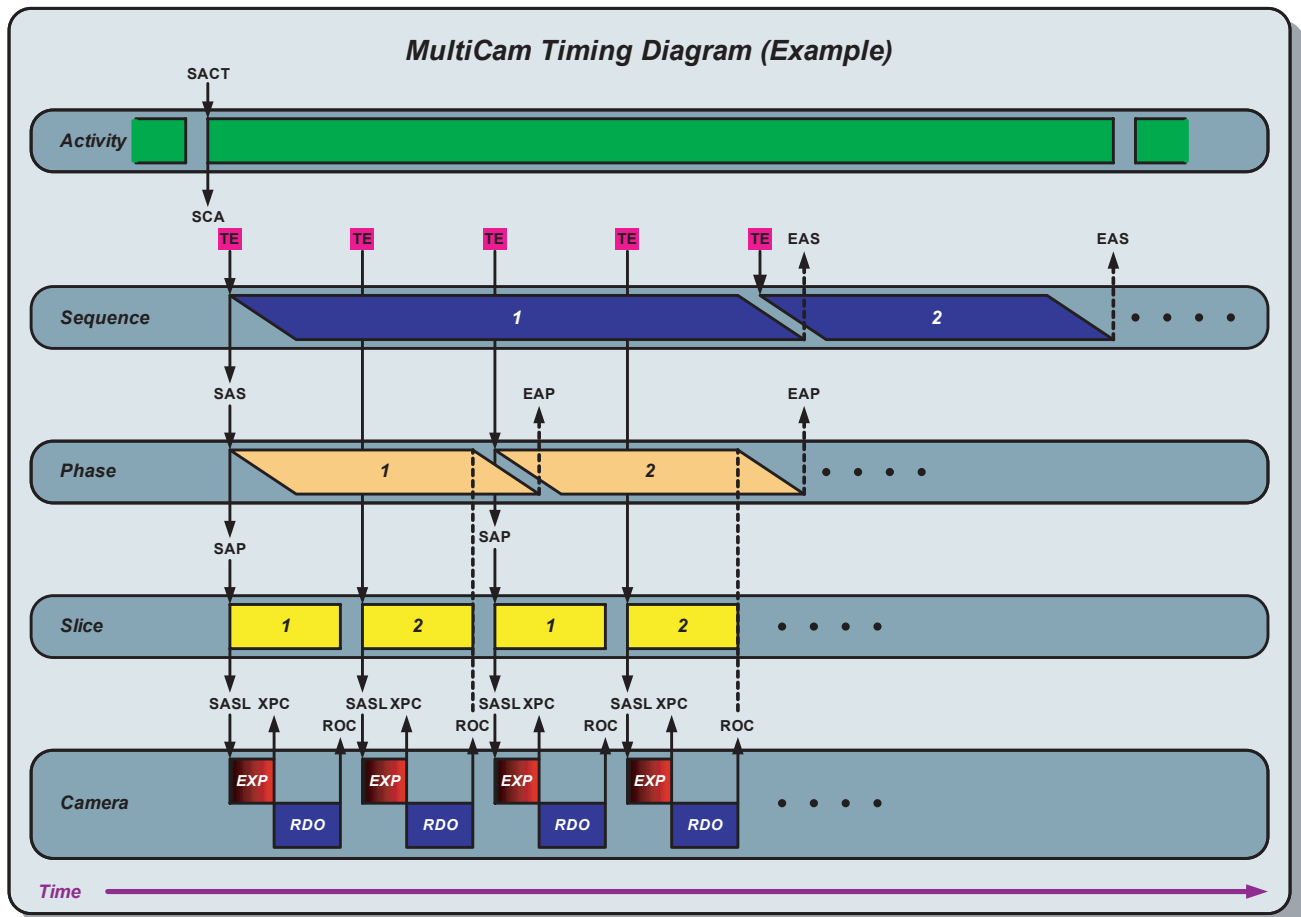 MultiCam Timing Diagram (Example)
SACT
Activity
SCA
TE TE TE TE TE EAS EAS
Sequence 1 2
SAS EAP EAP
Phase 1 2
SAP SAP
Slice 1 2 1 2
SASL XPC SASL XPC SASL XPC SASL XPC
ROC ROC ROC ROC
EXP EXP EXP EXP
Camera
RDO RDO RDO RDO
Time